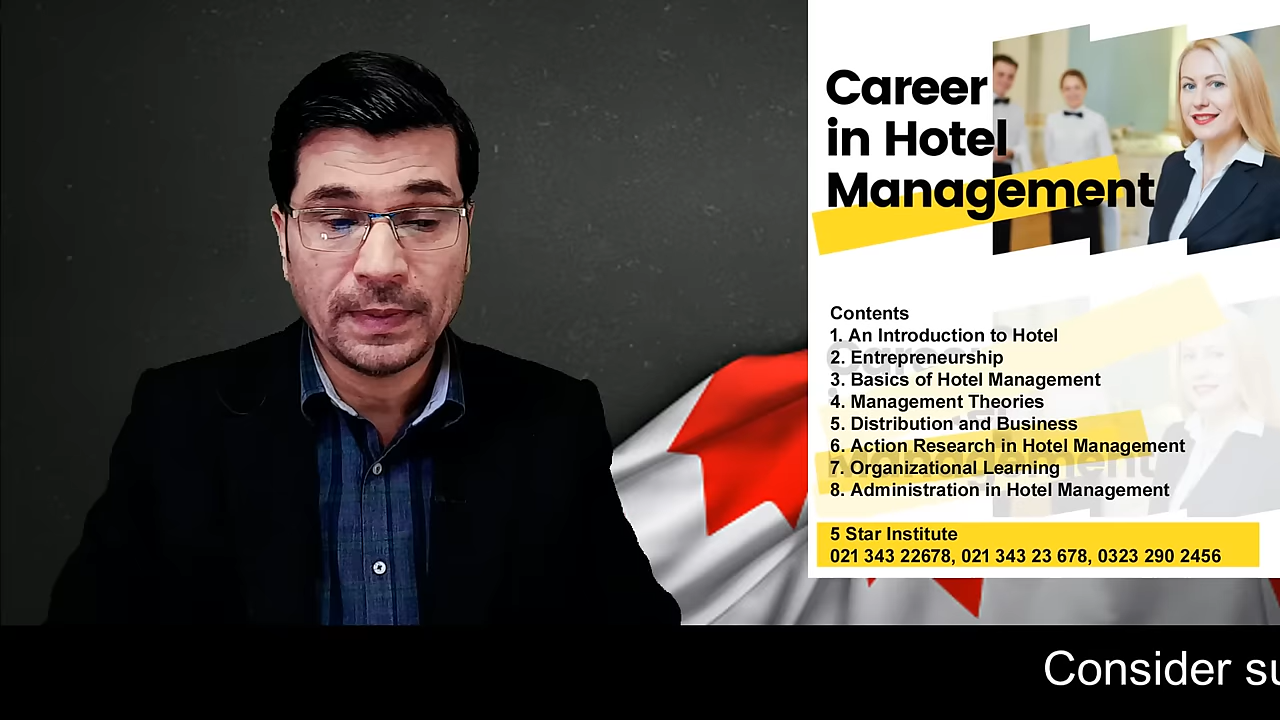 Career
in Hotel
Management
Contents
1. An Introduction to Hotel
2. Entrepreneurship
3. Basics of Hotel Management
4. Management Theories
5. Distribution and Business
6. Action Research in Hotel Management
7. Organizational Learning
8. Administration in Hotel Management
5 Star Institute
021 343 22678, 021 343 23 678, 0323 290 2456
Consider